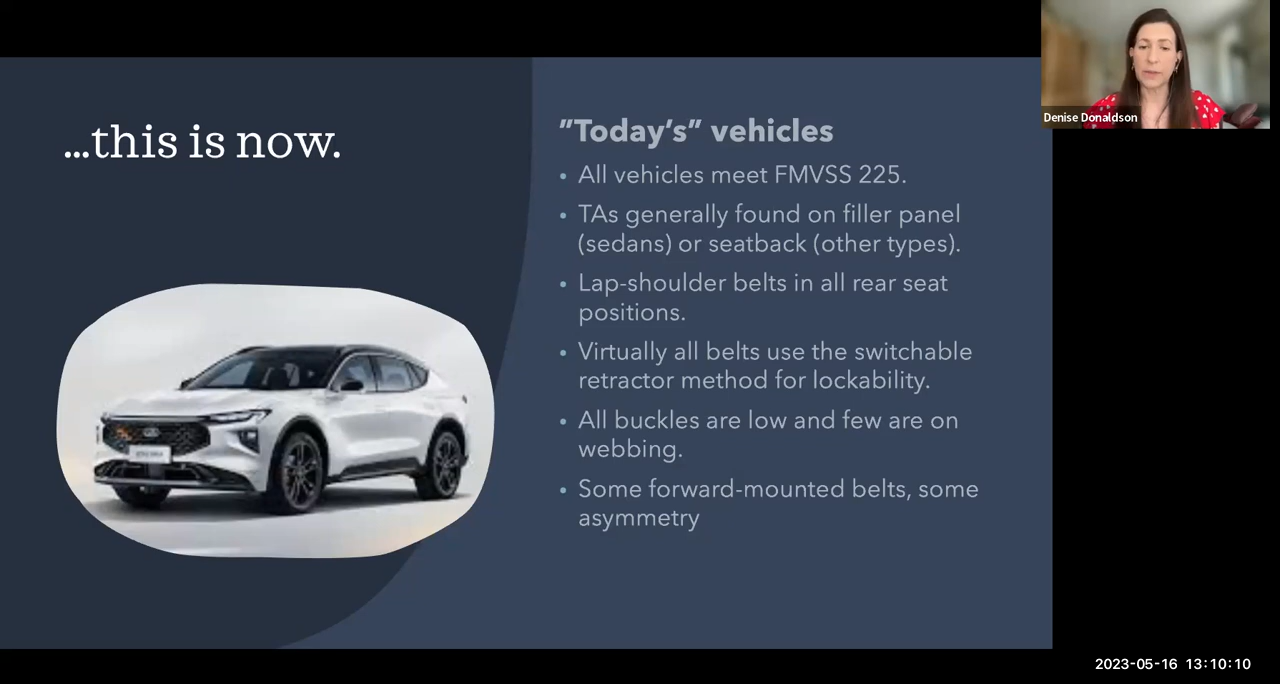 Denise Donaldson
...this is now.
”Today’s” vehicles
• All vehicles meet FMVSS 225.
• TAs generally found on filler panel
(sedans) or seatback (other types).
• Lap-shoulder belts in all rear seat
positions.
• Virtually all belts use the switchable
retractor method for lockability.
• All buckles are low and few are on
webbing.
• Some forward-mounted belts, some
asymmetry
2023-05-16 13:10:10